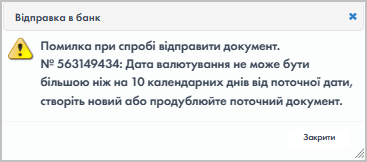 Відправка в банк
Помилка при спробі відправити документ.
№ 563149434: Дата валютування не може бути
більшою ніж на 10 календарних днів від поточної дати,
створіть новий або продублюйте поточний документ.
Закрити